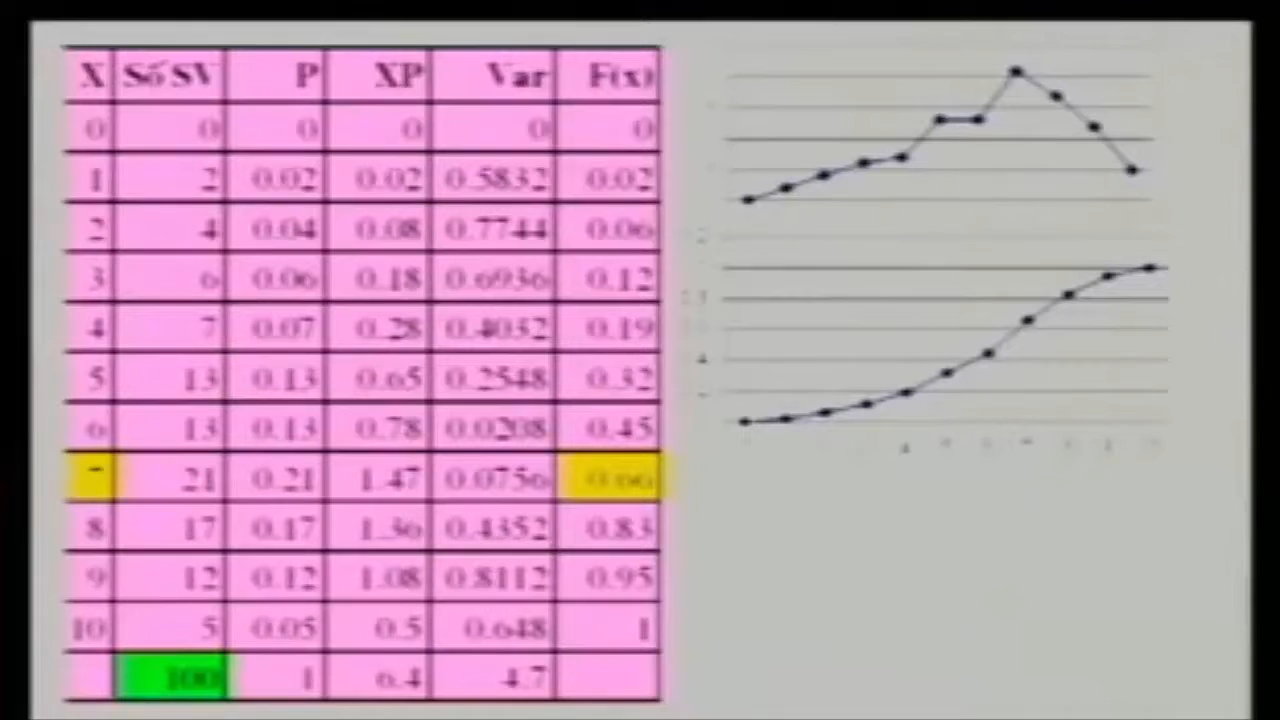 X Số SV P XP Var F(x)
0 0 0 0 0 0
1 2 0.02 0.02 0.5832 0.02
2 4 0.04 0.08 0.7744 0.06
3 6 0.06 0.18 0.6936 0.12
4 7 0.07 0.28 0.4032 0.19
5 13 0.13 0.65 0.2548 0.32
6 13 0.13 0.78 0.0208 0.45
7 21 0.21 1.47 0.0756 0.66
8 17 0.17 1.36 0.4352 0.83
9 12 0.12 1.08 0.8112 0.95
10 5 0.05 0.5 0.648 1
100 1 6.4 4.7